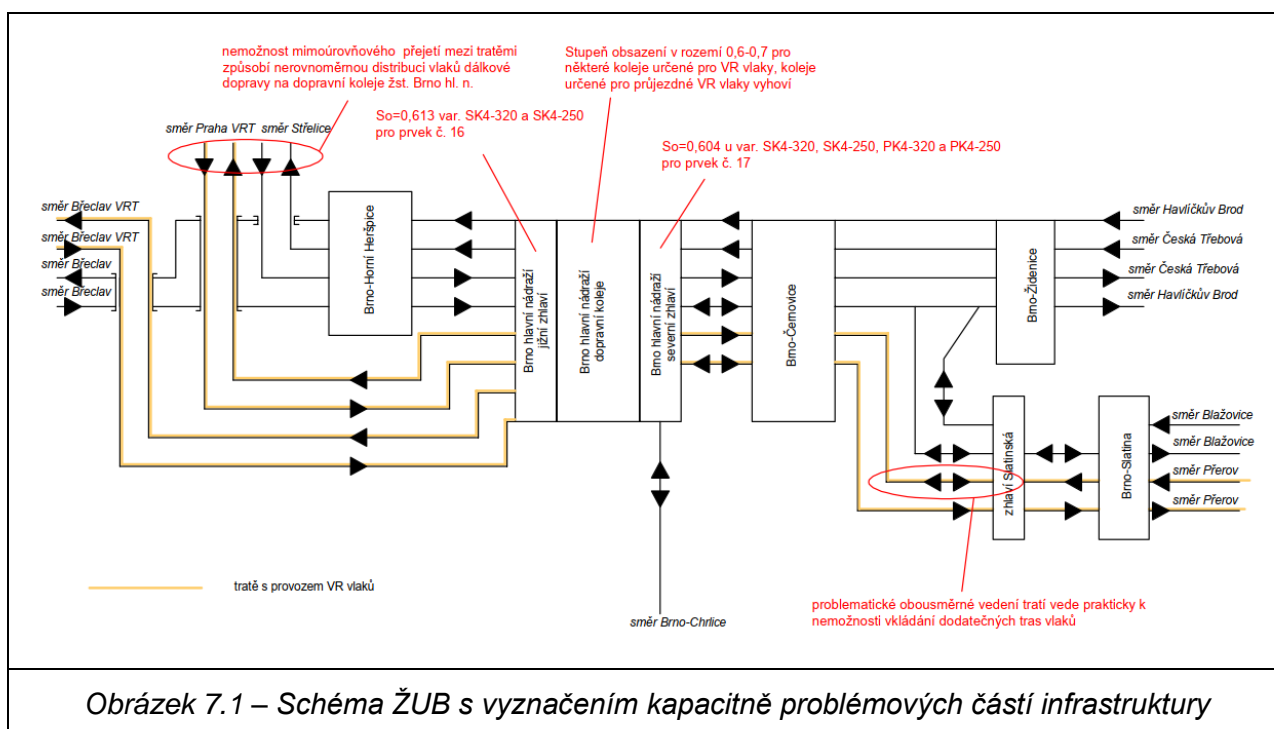 nemožnost mimoúrovňového přejetí mezi tratěmi
způsobí nerovnoměrnou distribuci vlaků dálkové
dopravy na dopravní koleje žst. Brno hl. n.
Stupeň obsazení v rozemí 0,6-0,7 pro
některé koleje určené pro VR vlaky, koleje
určené pro průjezdné VR vlaky vyhoví
So=0,613 var. SK4-320 a SK4-250
pro prvek č. 16
So=0,604 u var. SK4-320, SK4-250, PK4-320 a PK4-250
pro prvek č. 17
směr Praha VRT
směr Střelice
směr Břeclav VRT
směr Břeclav VRT
směr Břeclav
směr Břeclav
Brno-Horní Heršpice
Brno hlavní nádraží
jižní zhlaví
Brno hlavní nádraží
dopravní koleje
Brno hlavní nádraží
severní zhlaví
Brno-Černovice
Brno-Židenice
směr Havlíčkův Brod
směr Česká Třebová
směr Česká Třebová
směr Havlíčkův Brod
zhlaví Slatinská
Brno-Slatina
směr Blažovice
směr Blažovice
směr Přerov
směr Přerov
tratě s provozem VR vlaků
směr Brno-Chrlice
problematické obousměrné vedení tratí vede prakticky k
nemožnosti vkládání dodatečných tras vlaků
Obrázek 7.1 – Schéma ŽUB s vyznačením kapacitně problémových částí infrastruktury